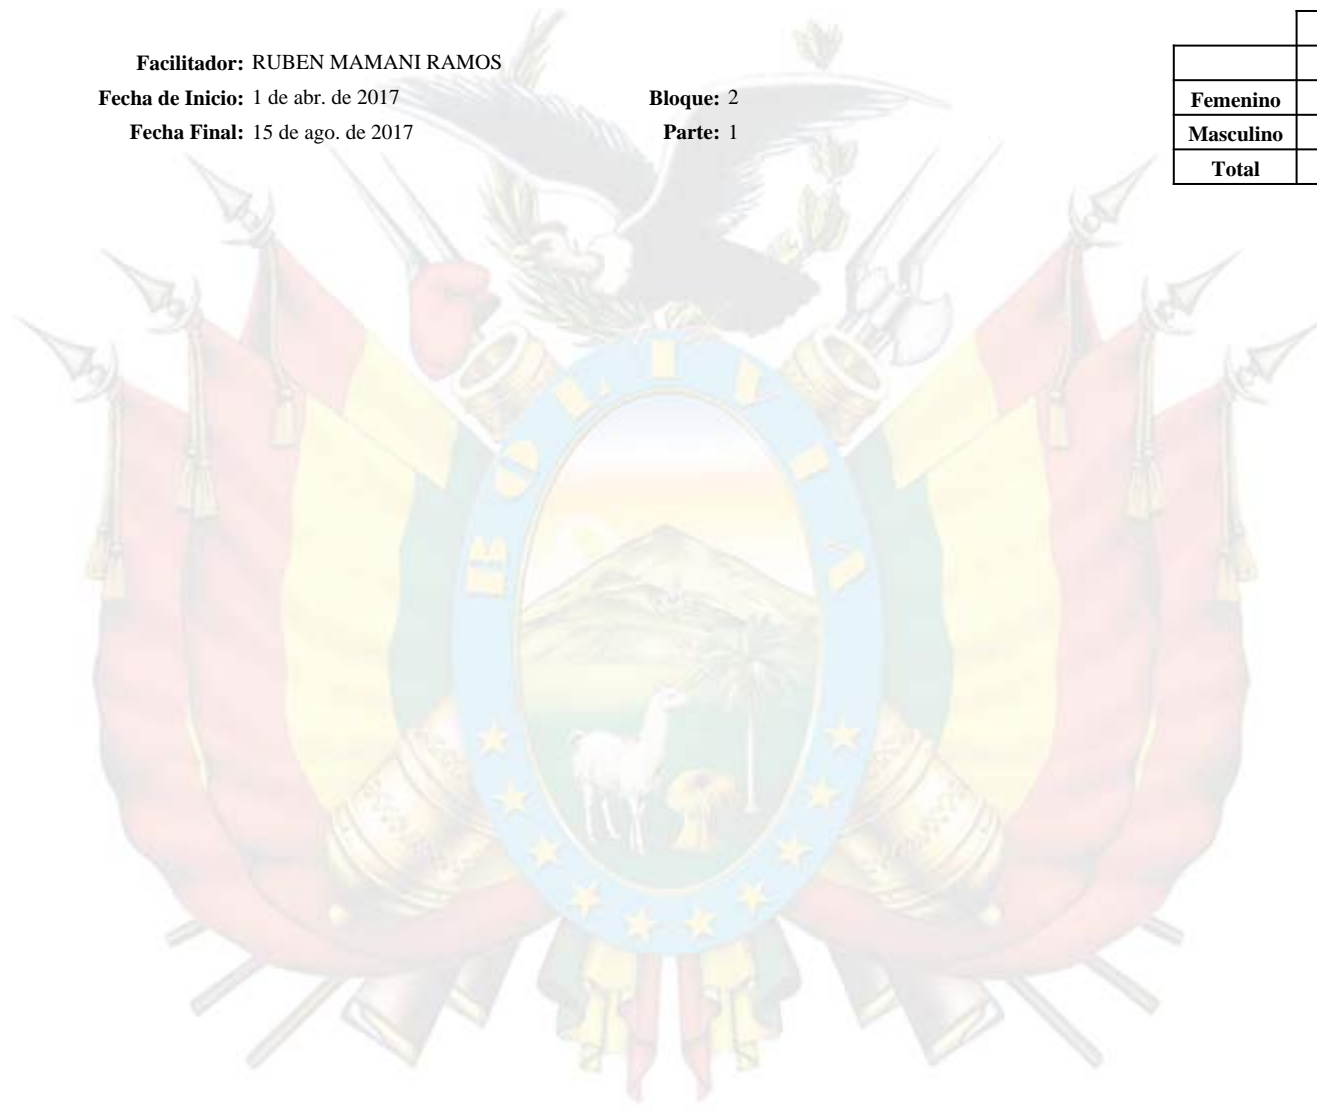 Facilitador: RUBEN MAMANI RAMOS
Fecha de Inicio: 1 de abr. de 2017 Bloque: 2
Femenino
Fecha Final: 15 de ago. de 2017 Parte: 1
Masculino
Total
BOLIVIA